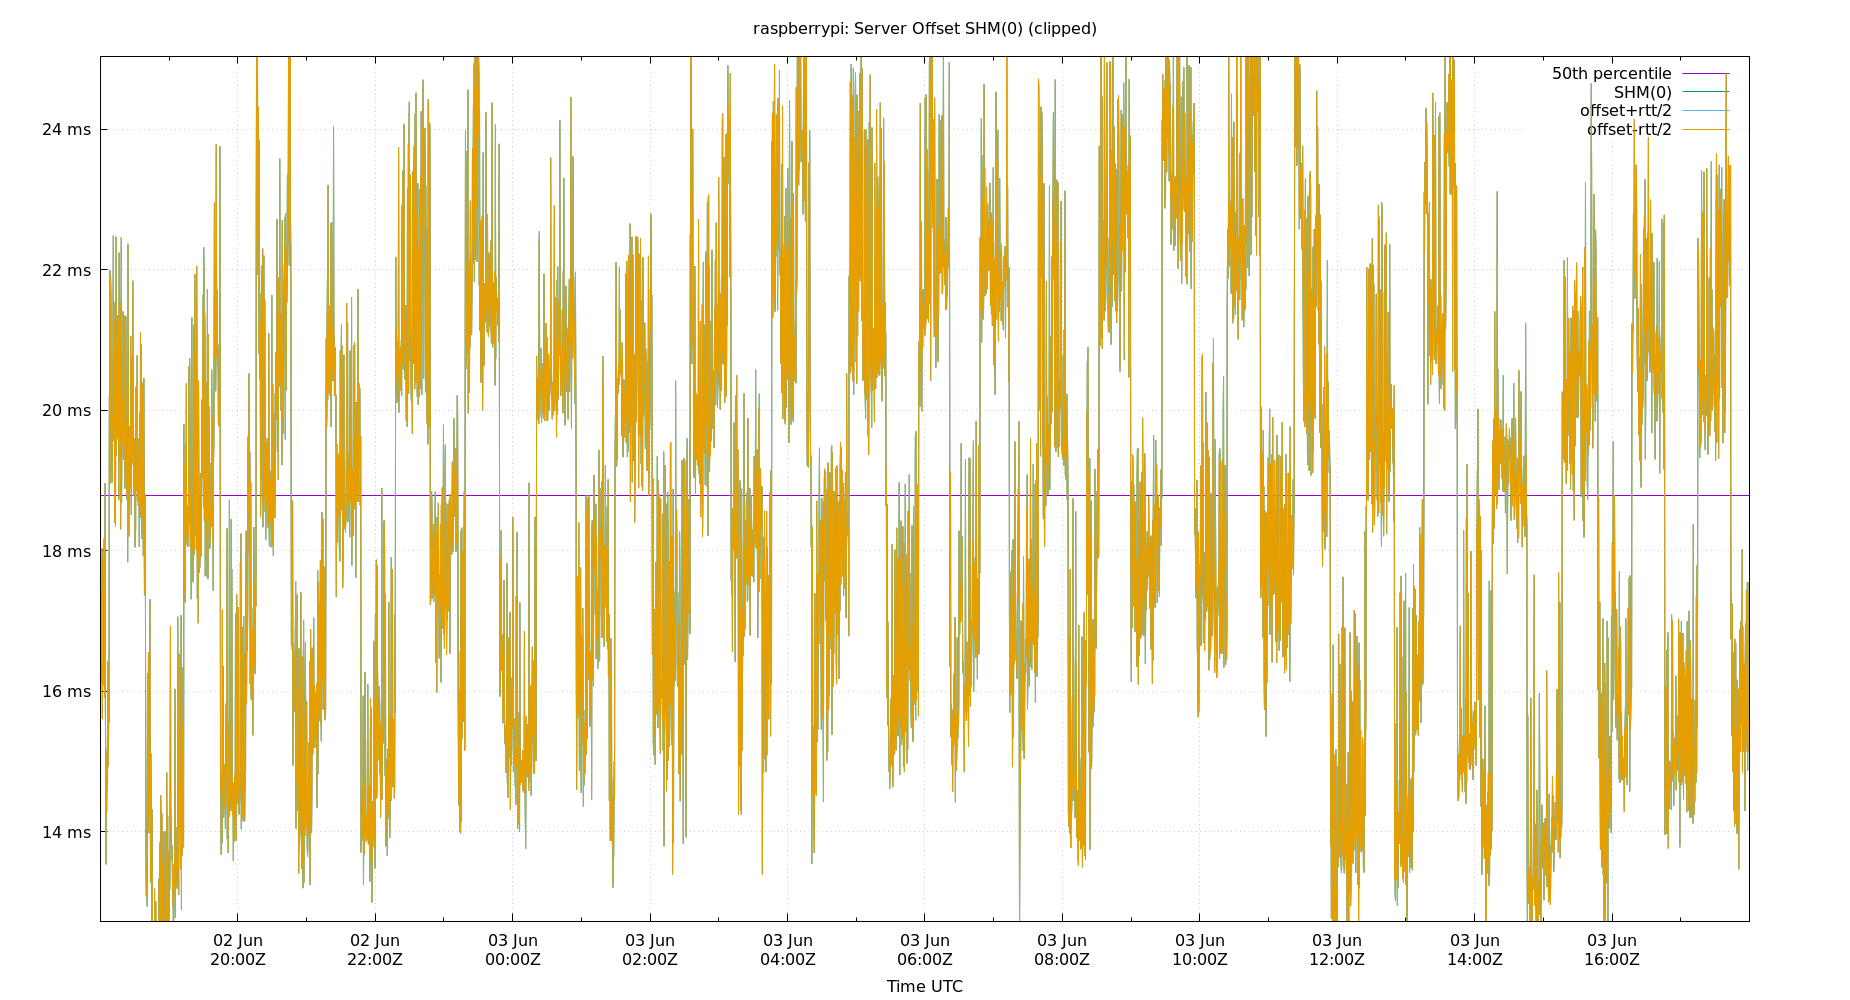 raspberrypi: Server Offset SHM(0) (clipped)
50th percentile
SHM(0)
offset+rtt/2
offset-rtt/2
24 ms
22 ms
20 ms
18 ms
16 ms
14 ms
02 Jun 02 Jun 03 Jun 03 Jun 03 Jun 03 Jun 03 Jun 03 Jun 03 Jun 03 Jun 03 Jun
20:00Z 22:00Z 00:00Z 02:00Z 04:00Z 06:00Z 08:00Z 10:00Z 12:00Z 14:00Z 16:00Z
Time UTC